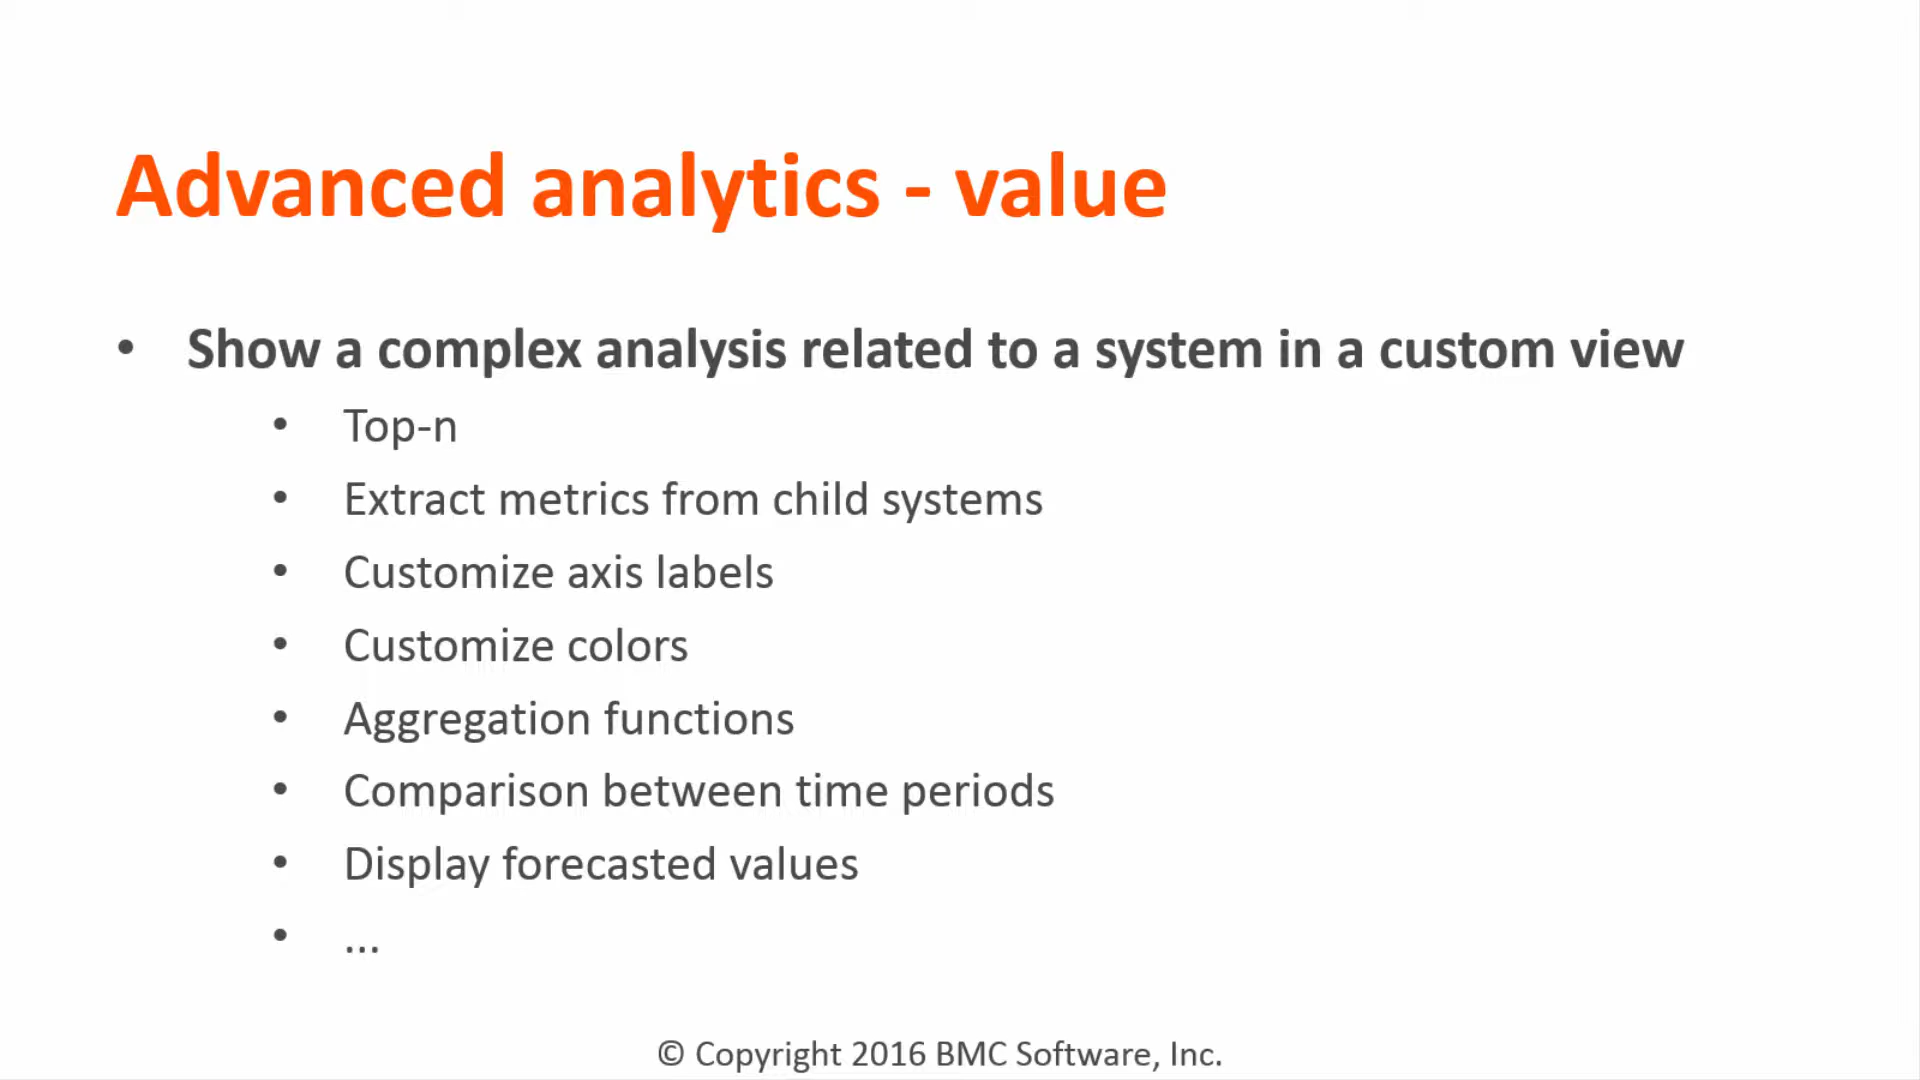 Advanced analytics - value
• Show a complex analysis related to a system in a custom view
• Top-n
• Extract metrics from child systems
• Customize axis labels
• Customize colors
• Aggregation functions
• Comparison between time periods
• Display forecasted values
• ...
© Copyright 2016 BMC Software, Inc.